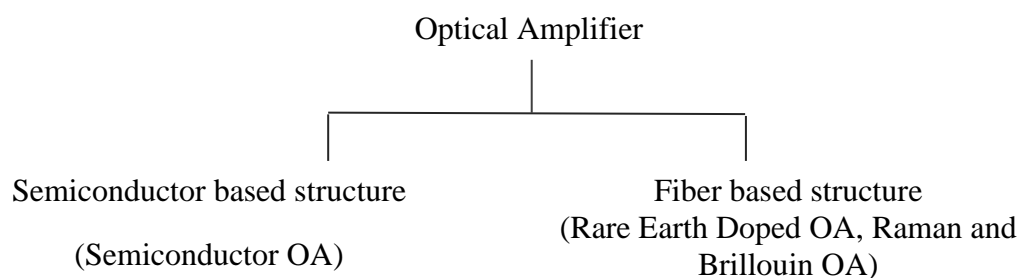 Optical Amplifier
Semiconductor based structure
(Semiconductor OA)
Fiber based structure
(Rare Earth Doped OA, Raman and
Brillouin OA)